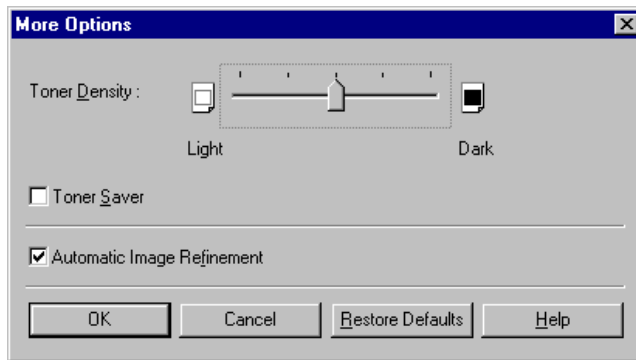 More Options
Toner Density :
Light Dark
Toner Saver
Automatic Image Refinement
OK Cancel Restore Defaults Help